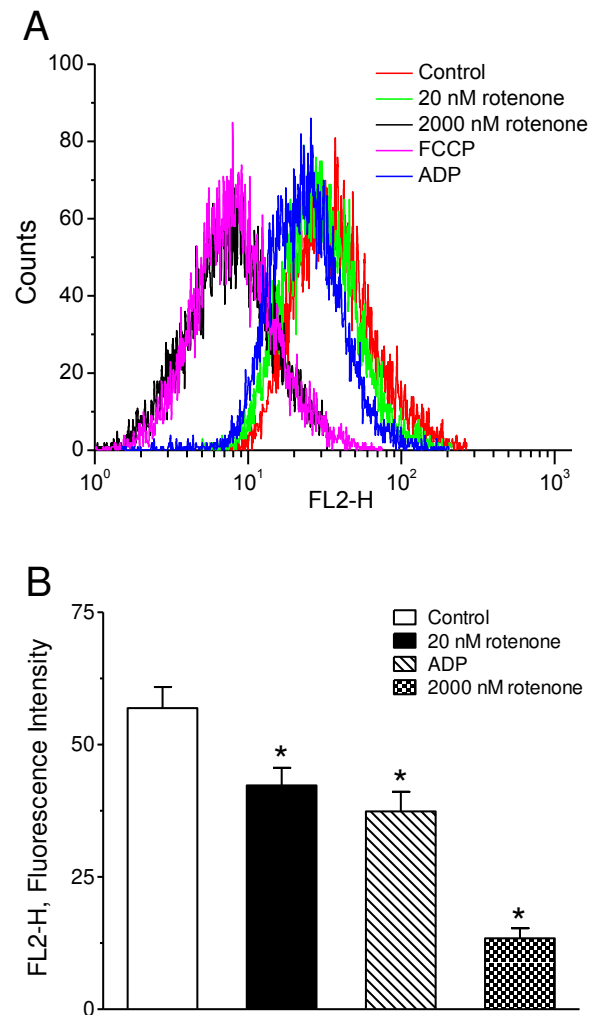 A
100
80
60
40
20
0
Counts
10^0
10^1
10^2
10^3
FL2-H
Control
20 nM rotenone
2000 nM rotenone
FCCP
ADP
B
75
50
25
0
FL2-H, Fluorescence Intensity
Control
20 nM rotenone
ADP
2000 nM rotenone
*
*
*